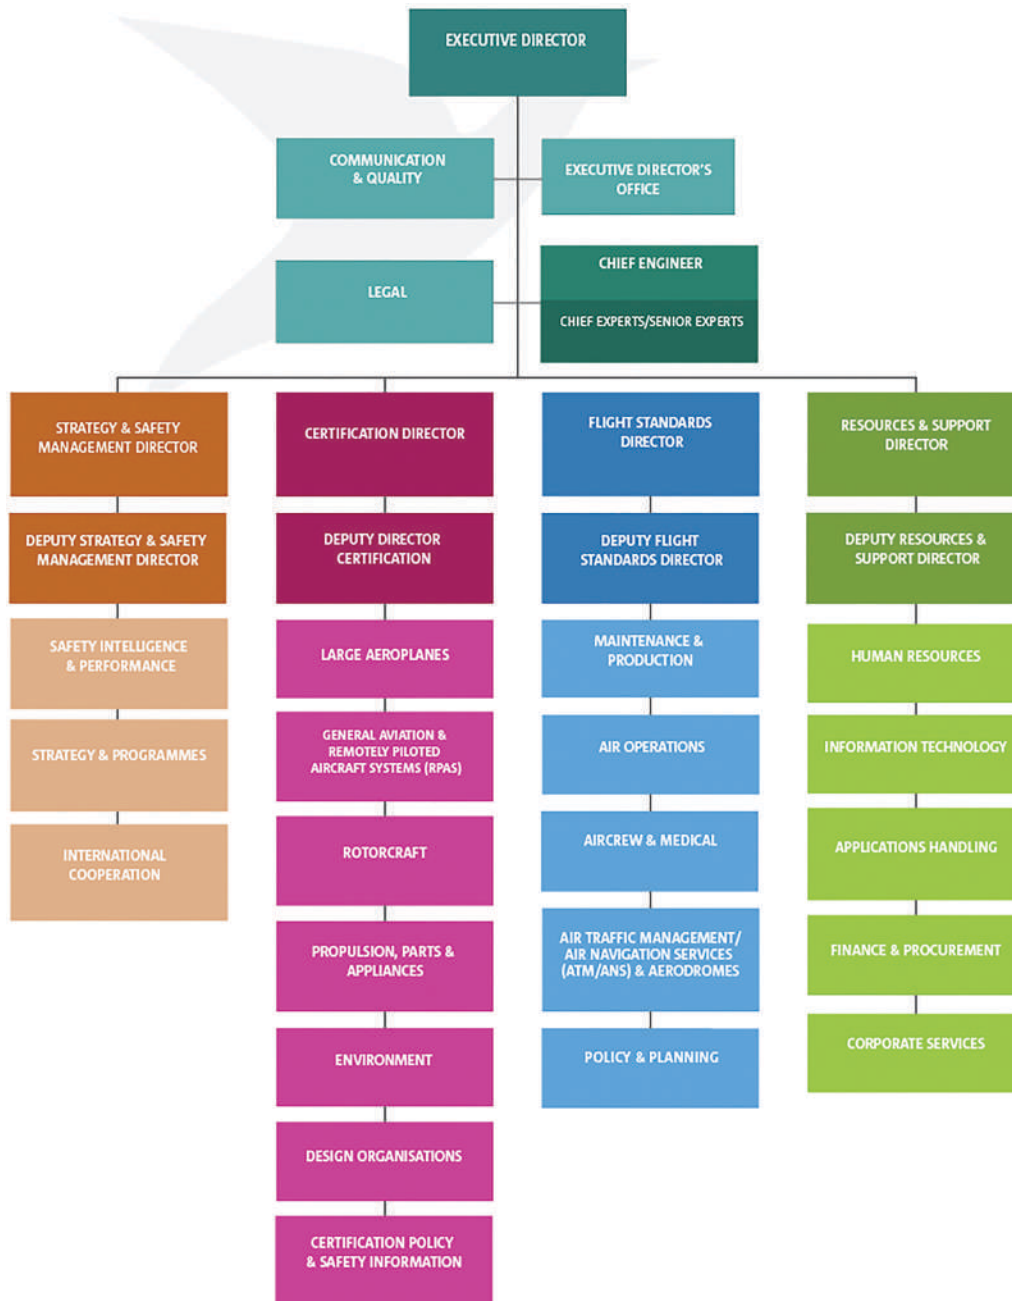 EXECUTIVE DIRECTOR
COMMUNICATION
& QUALITY
EXECUTIVE DIRECTOR'S
OFFICE
LEGAL
CHIEF ENGINEER
CHIEF EXPERTS/SENIOR EXPERTS
STRATEGY & SAFETY
MANAGEMENT DIRECTOR
DEPUTY STRATEGY & SAFETY
MANAGEMENT DIRECTOR
SAFETY INTELLIGENCE
& PERFORMANCE
STRATEGY & PROGRAMMES
INTERNATIONAL
COOPERATION
CERTIFICATION DIRECTOR
DEPUTY DIRECTOR
CERTIFICATION
LARGE AEROPLANES
GENERAL AVIATION &
REMOTELY PILOTED
AIRCRAFT SYSTEMS (RPAS)
ROTORCRAFT
PROPULSION, PARTS &
APPLIANCES
ENVIRONMENT
DESIGN ORGANISATIONS
CERTIFICATION POLICY
& SAFETY INFORMATION
FLIGHT STANDARDS
DIRECTOR
DEPUTY FLIGHT
STANDARDS DIRECTOR
MAINTENANCE &
PRODUCTION
AIR OPERATIONS
AIRCREW & MEDICAL
AIR TRAFFIC MANAGEMENT/
AIR NAVIGATION SERVICES
(ATM/ANS) & AERODROMES
POLICY & PLANNING
RESOURCES & SUPPORT
DIRECTOR
DEPUTY RESOURCES &
SUPPORT DIRECTOR
HUMAN RESOURCES
INFORMATION TECHNOLOGY
APPLICATIONS HANDLING
FINANCE & PROCUREMENT
CORPORATE SERVICES